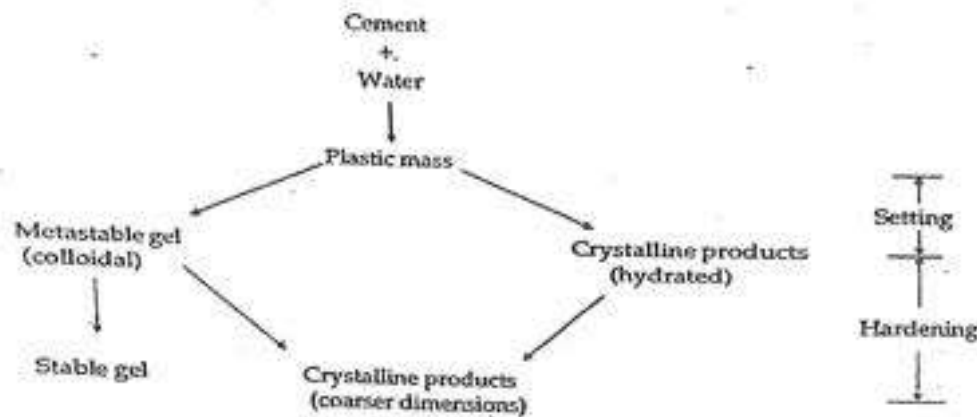 Cement
+.
Water
Plastic mass
Setting
Metastable gel
(colloidal)
Crystalline products
(hydrated)
Hardening
Stable gel
Crystalline products
(coarser dimensions)